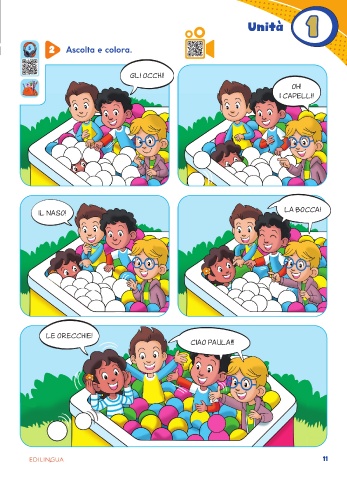 Unità 1
2 Ascolta e colora.
GLI OCCHI!
OH!
I CAPELLI!
IL NASO!
LA BOCCA!
LE ORECCHIE!
CIAO PAULA!!
EDILINGUA
11